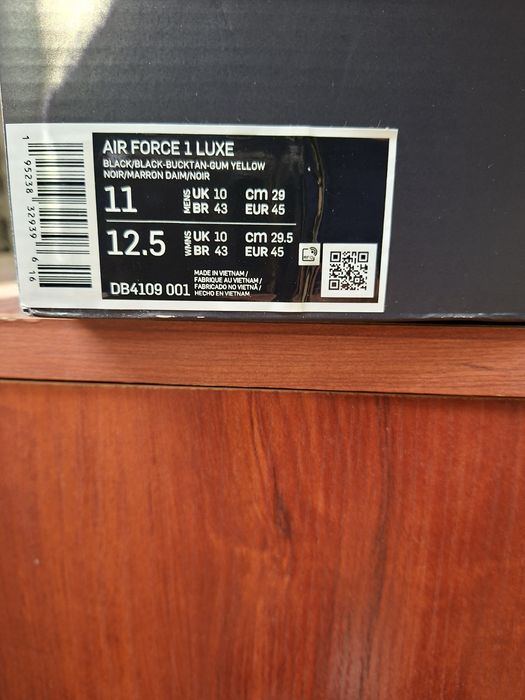 AIR FORCE 1 LUXE
BLACK/BLACK-BUCKTAN-GUM YELLOW
NOIR/MARRON DAIM/NOIR
11 MENS UK 10 cm 29
BR 43 EUR 45
12.5 WMNS UK 10 cm 29.5
BR 43 EUR 45
DB4109 001
MADE IN VIETNAM /
FABRIQUE AU VIETNAM /
FABRICADO NO VIETNÃ /
HECHO EN VIETNAM
1 95238 32939 6 16